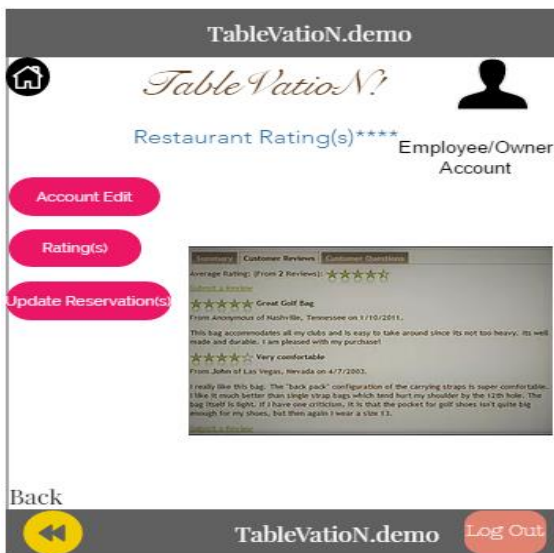 TableVatioN.demo
TableVatioN!
Restaurant Rating(s)****
Employee/Owner
Account
Account Edit
Rating(s)
Update Reservation(s)
Summary Customer Reviews Customer Questions
Average Rating: (From 2 Reviews):
Submit a Review
Great Golf Bag
From Anonymous of Nashville, Tennessee on 1/10/2011.
This bag accommodates all my clubs and is easy to take around since its not too heavy. Its well
made and durable. I am pleased with my purchase!
Very comfortable
From John of Las Vegas, Nevada on 4/7/2003.
I really like this bag. The "back pack" configuration of the carrying straps is super comfortable.
I like it much better than single strap bags which tend hurt my shoulder by the 12th hole. The
bag itself is light. If I have one criticism, it is that the pocket for golf shoes isn't quite big
enough for my shoes, but then again I wear a size 13.
Submit a Review
Back
TableVatioN.demo
Log Out